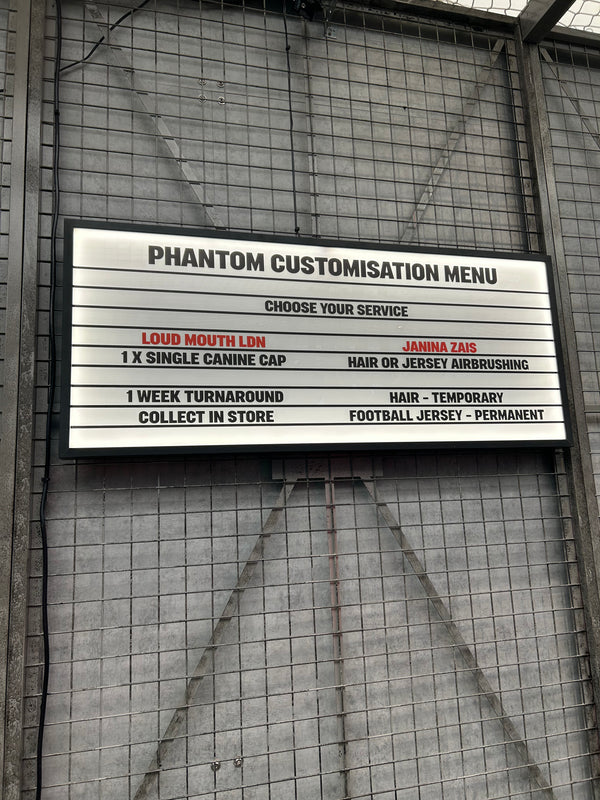 PHANTOM CUSTOMISATION MENU
CHOOSE YOUR SERVICE
LOUD MOUTH LDN
1 X SINGLE CANINE CAP
1 WEEK TURNAROUND
COLLECT IN STORE
JANINA ZAIS
HAIR OR JERSEY AIRBRUSHING
HAIR - TEMPORARY
FOOTBALL JERSEY - PERMANENT